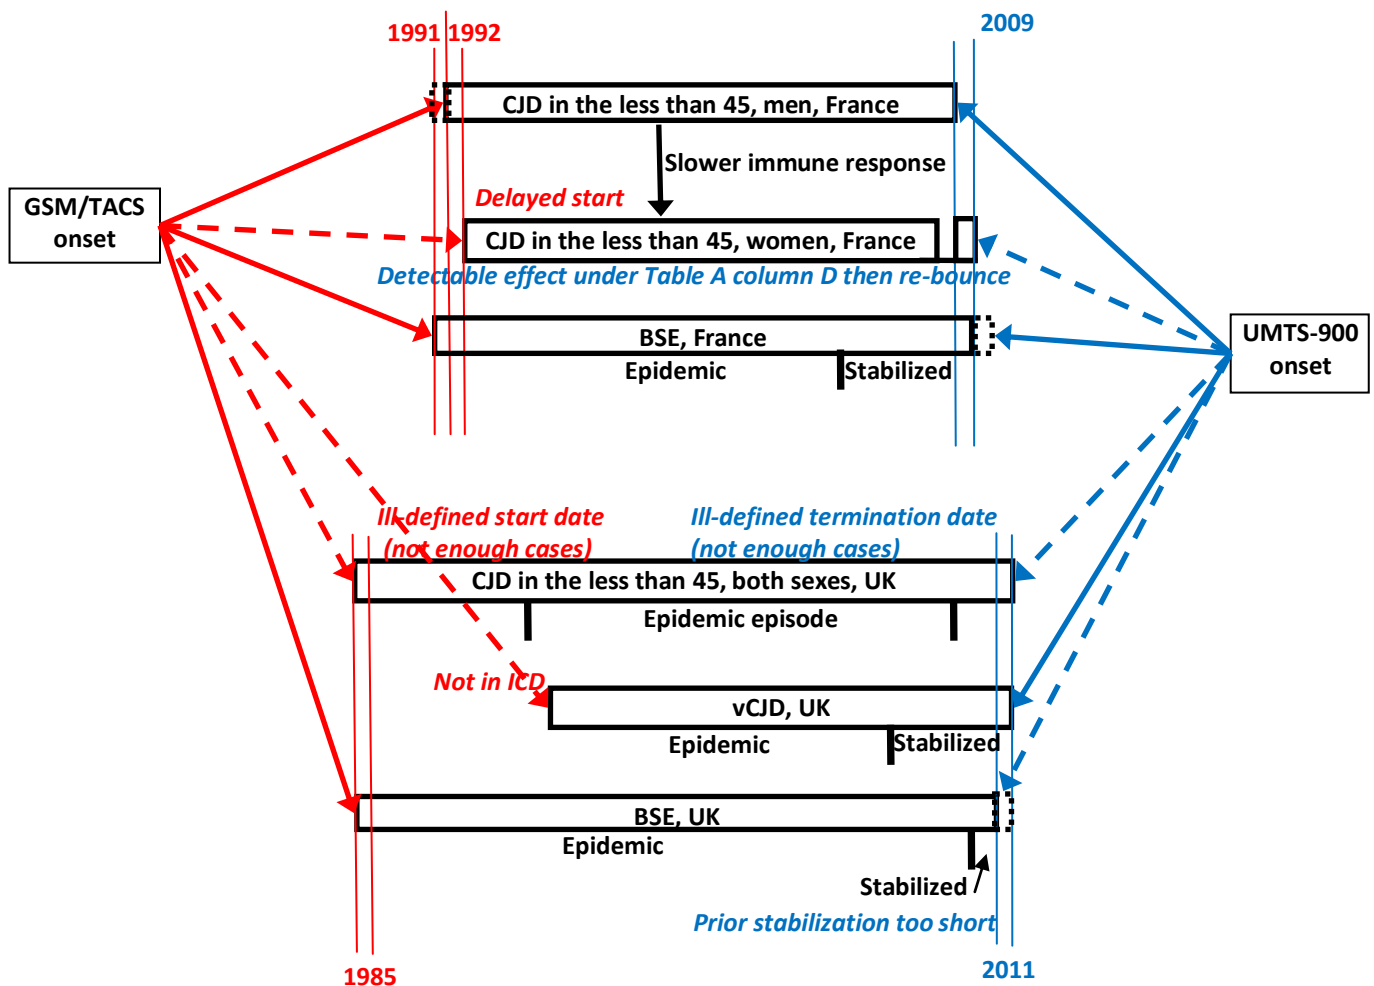 1991
1992
2009
CJD in the less than 45, men, France
Slower immune response
GSM/TACS
onset
Delayed start
CJD in the less than 45, women, France
Detectable effect under Table A column D then re-bounce
BSE, France
Epidemic
Stabilized
UMTS-900
onset
Ill-defined start date
(not enough cases)
Ill-defined termination date
(not enough cases)
CJD in the less than 45, both sexes, UK
Epidemic episode
Not in ICD
vCJD, UK
Epidemic
Stabilized
BSE, UK
Epidemic
Stabilized
Prior stabilization too short
1985
2011